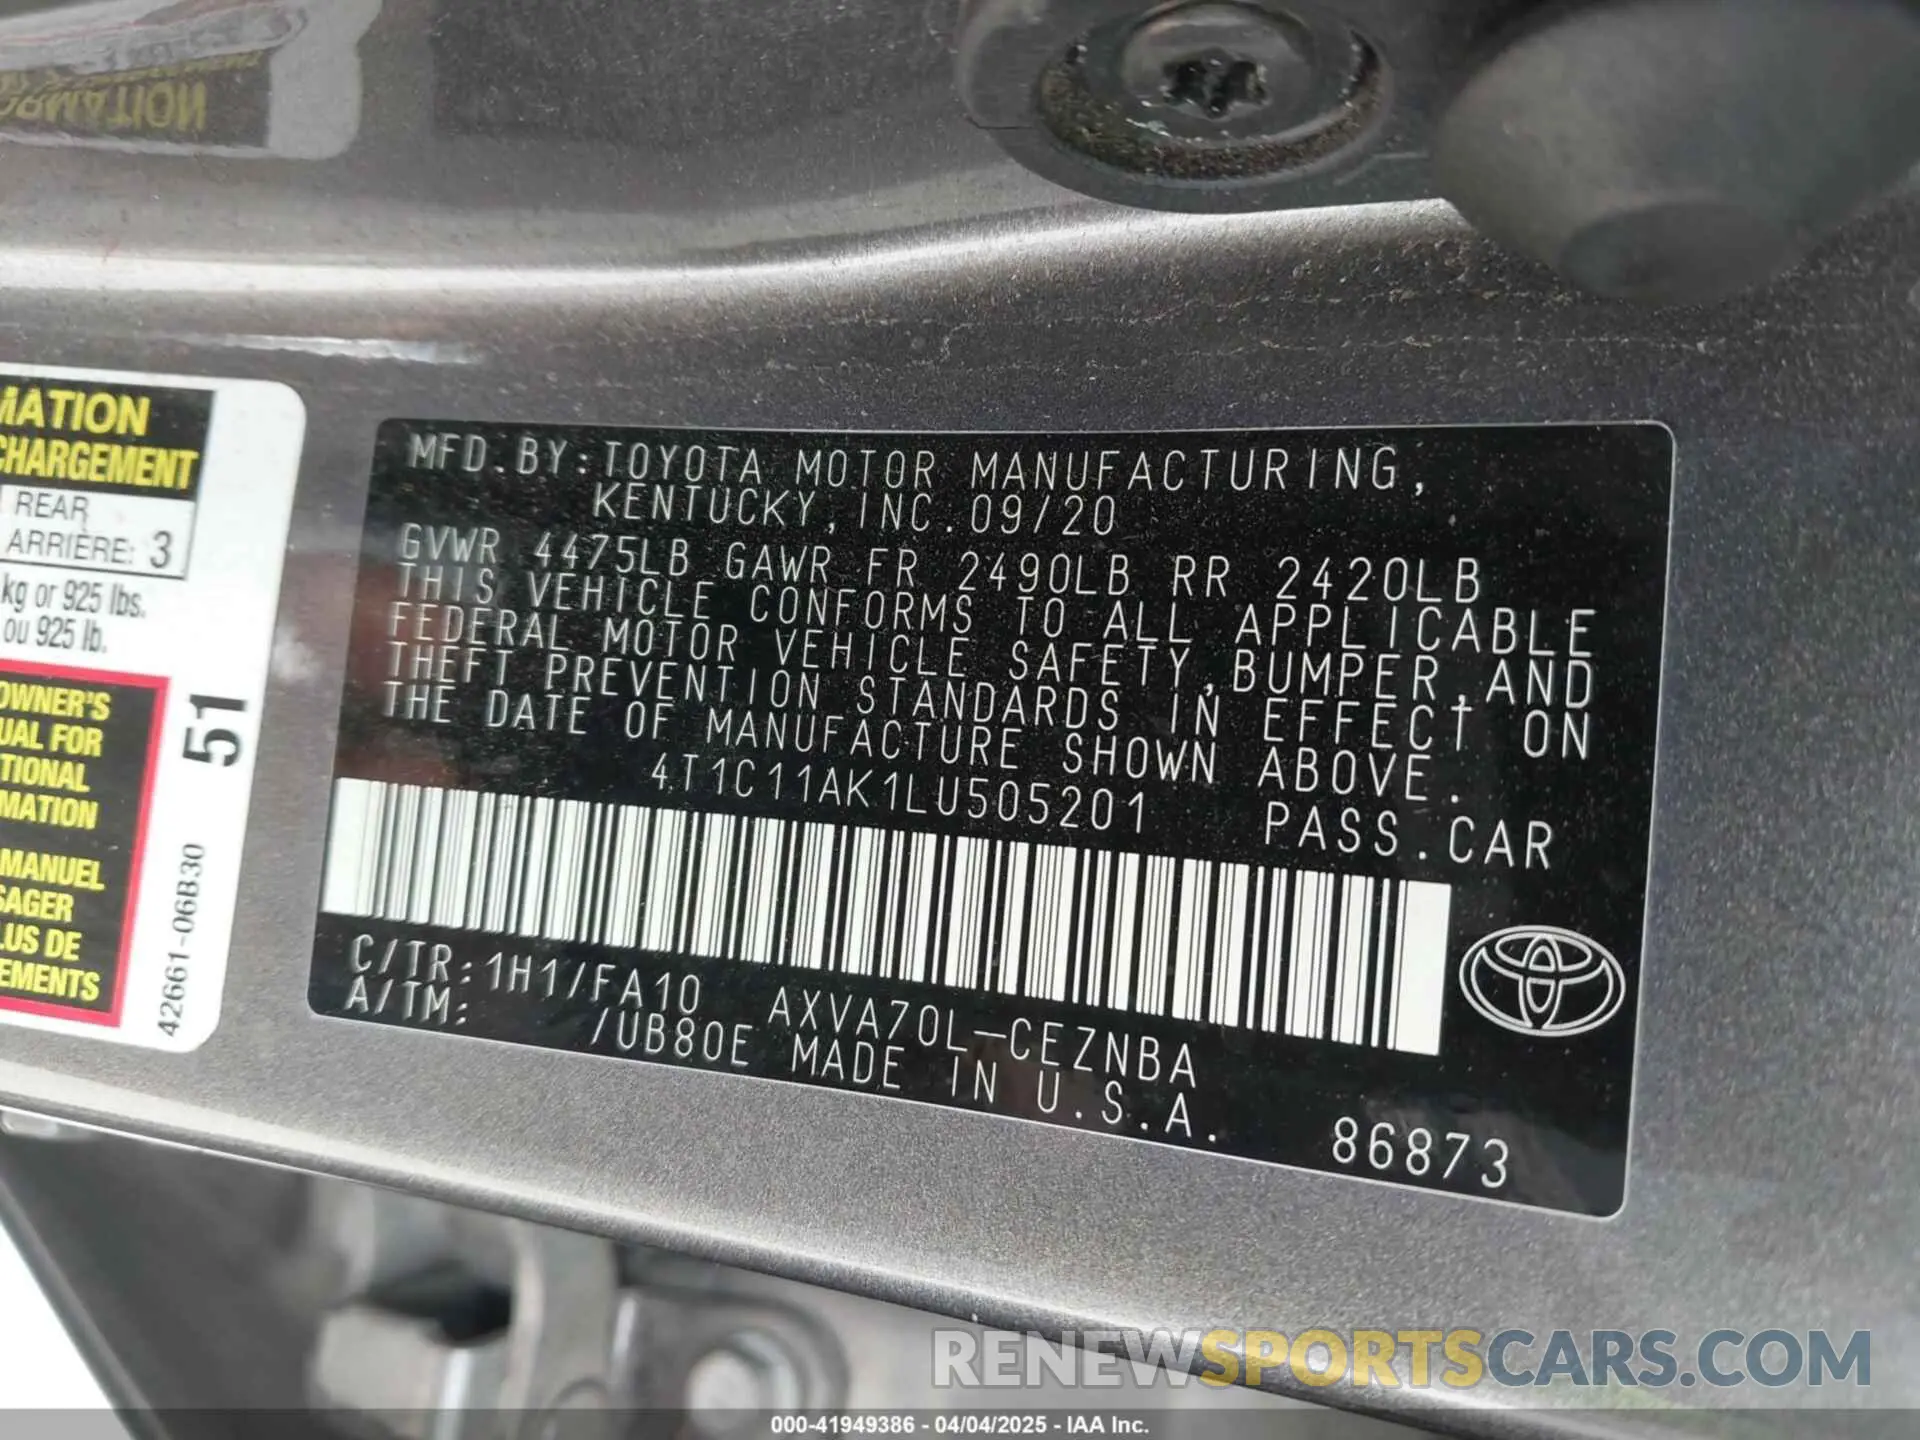 ORMATION
MATION
CHARGEMENT
REAR
ARRIÈRE: 3
kg or 925 lbs.
ou 925 lb.
OWNER'S
UAL FOR
TIONAL
MATION
MANUEL
SAGER
LUS DE
EMENTS
51
42661-06B30
MFD.BY:TOYOTA MOTOR MANUFACTURING,
KENTUCKY, INC. 09/20
GVWR 4475LB GAWR FR 2490LB RR 2420LB
THIS VEHICLE CONFORMS TO ALL APPLICABLE
FEDERAL MOTOR VEHICLE SAFETY, BUMPER, AND
THEFT PREVENTION STANDARDS IN EFFECT ON
THE DATE OF MANUFACTURE SHOWN ABOVE.
4T1C11AK1LU505201 PASS.CAR
C/TR:1H1/FA10 AXVA70L-CEZNBA
A/TM: /UB80E MADE IN U.S.A.
86873
RENEWSPORTSCARS.COM
000-41949386 - 04/04/2025 - IAA Inc.